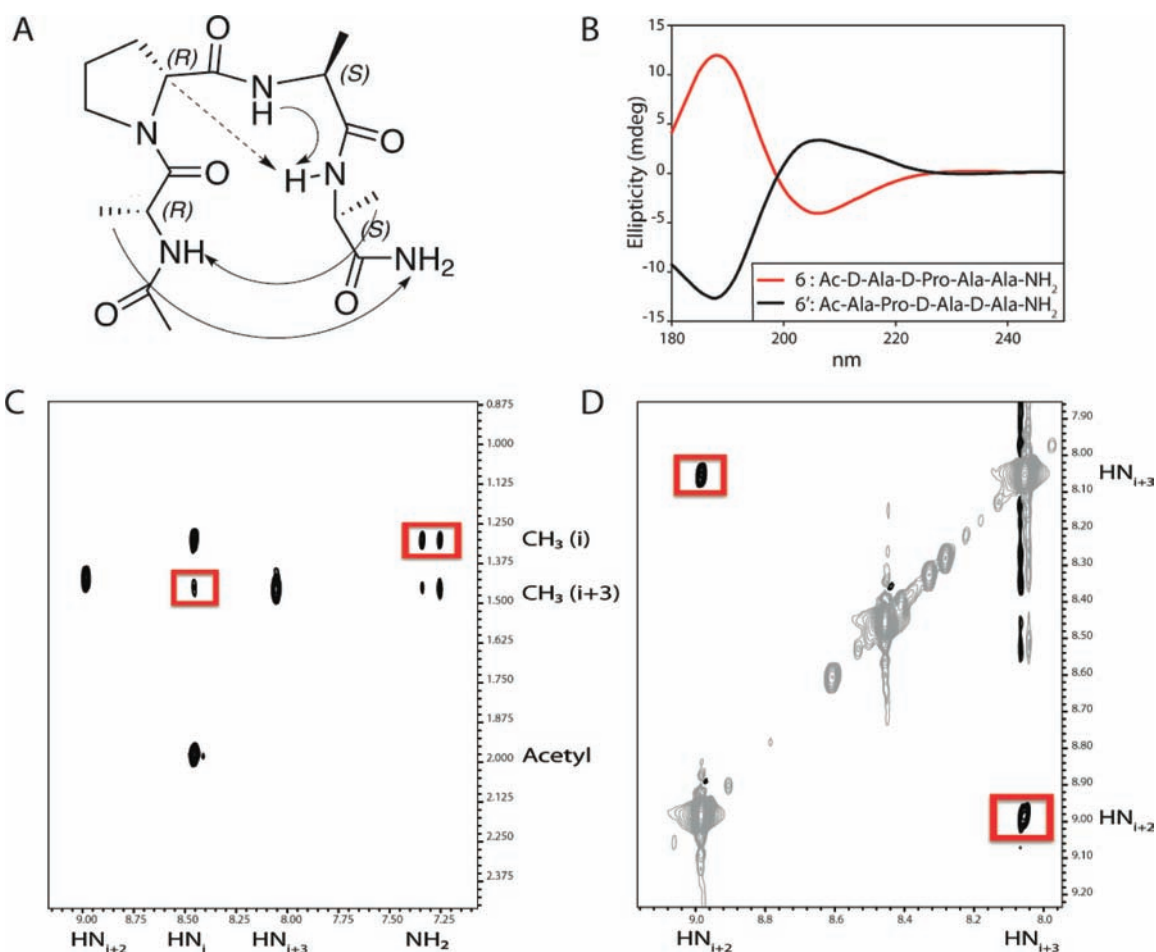 A
(R)
O
N
H
(S)
O
N
O
H
N
(R)
NH
(S)
NH2
O
O
B
Ellipticity (mdeg)
15
10
5
0
-5
-10
-15
6 : Ac-D-Ala-D-Pro-Ala-Ala-NH2
6': Ac-Ala-Pro-D-Ala-D-Ala-NH2
180 200 220 240
nm
C
0.875
1.000
1.125
1.250
1.375
1.500
1.625
1.750
1.875
2.000
2.125
2.250
2.375
CH3 (i)
CH3 (i+3)
Acetyl
9.00 8.75 8.50 8.25 8.00 7.75 7.50 7.25
HNi+2 HNi HNi+3 NH2
D
7.90
8.00
8.10
8.20
8.30
8.40
8.50
8.60
8.70
8.80
8.90
9.00
9.10
9.20
HNi+3
HNi+2
9.0 8.8 8.6 8.4 8.2 8.0
HNi+2 HNi+3